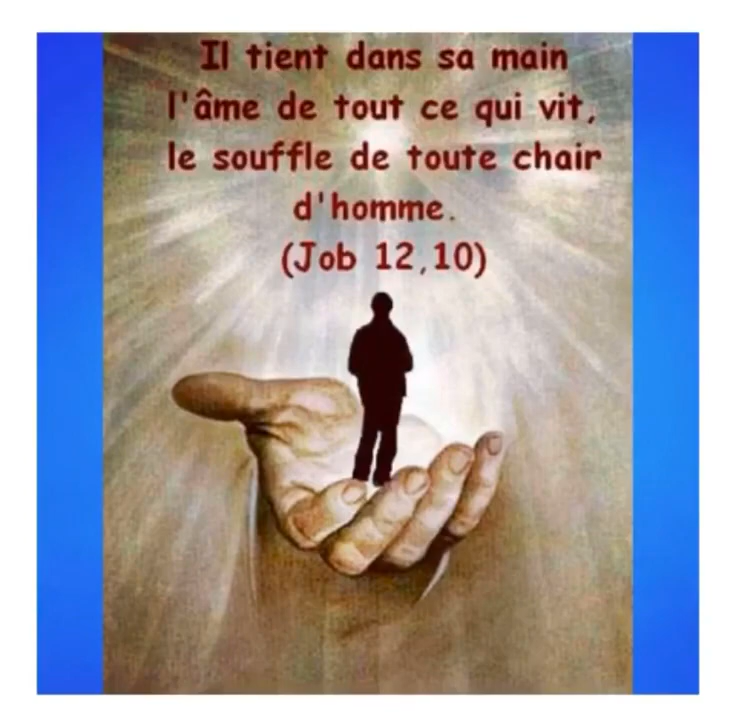 Il tient dans sa main
l'âme de tout ce qui vit,
le souffle de toute chair
d'homme.
(Job 12,10)